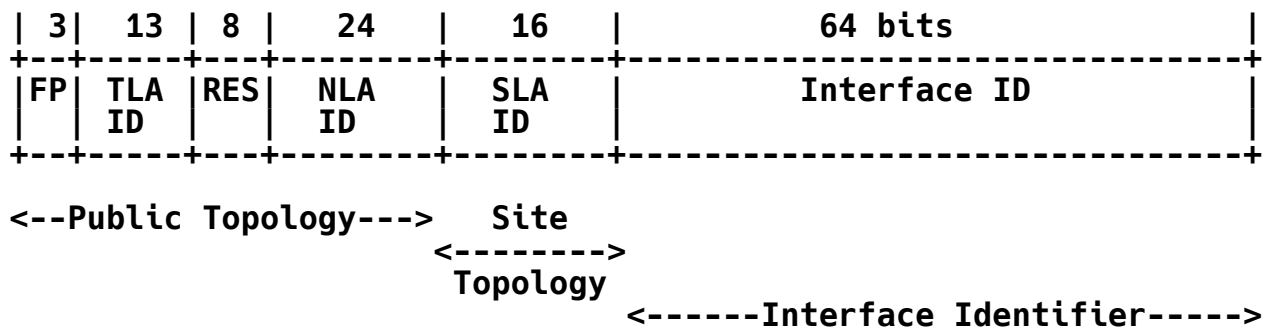 | 3| 13 | 8 | 24 | 16 | 64 bits |
+--+-----+---+--------+--------+--------------------------------+
|FP| TLA |RES| NLA | SLA | Interface ID |
| | ID | | ID | ID | |
+--+-----+---+--------+--------+--------------------------------+
<--Public Topology---> Site
<-------->
Topology
<------Interface Identifier----->